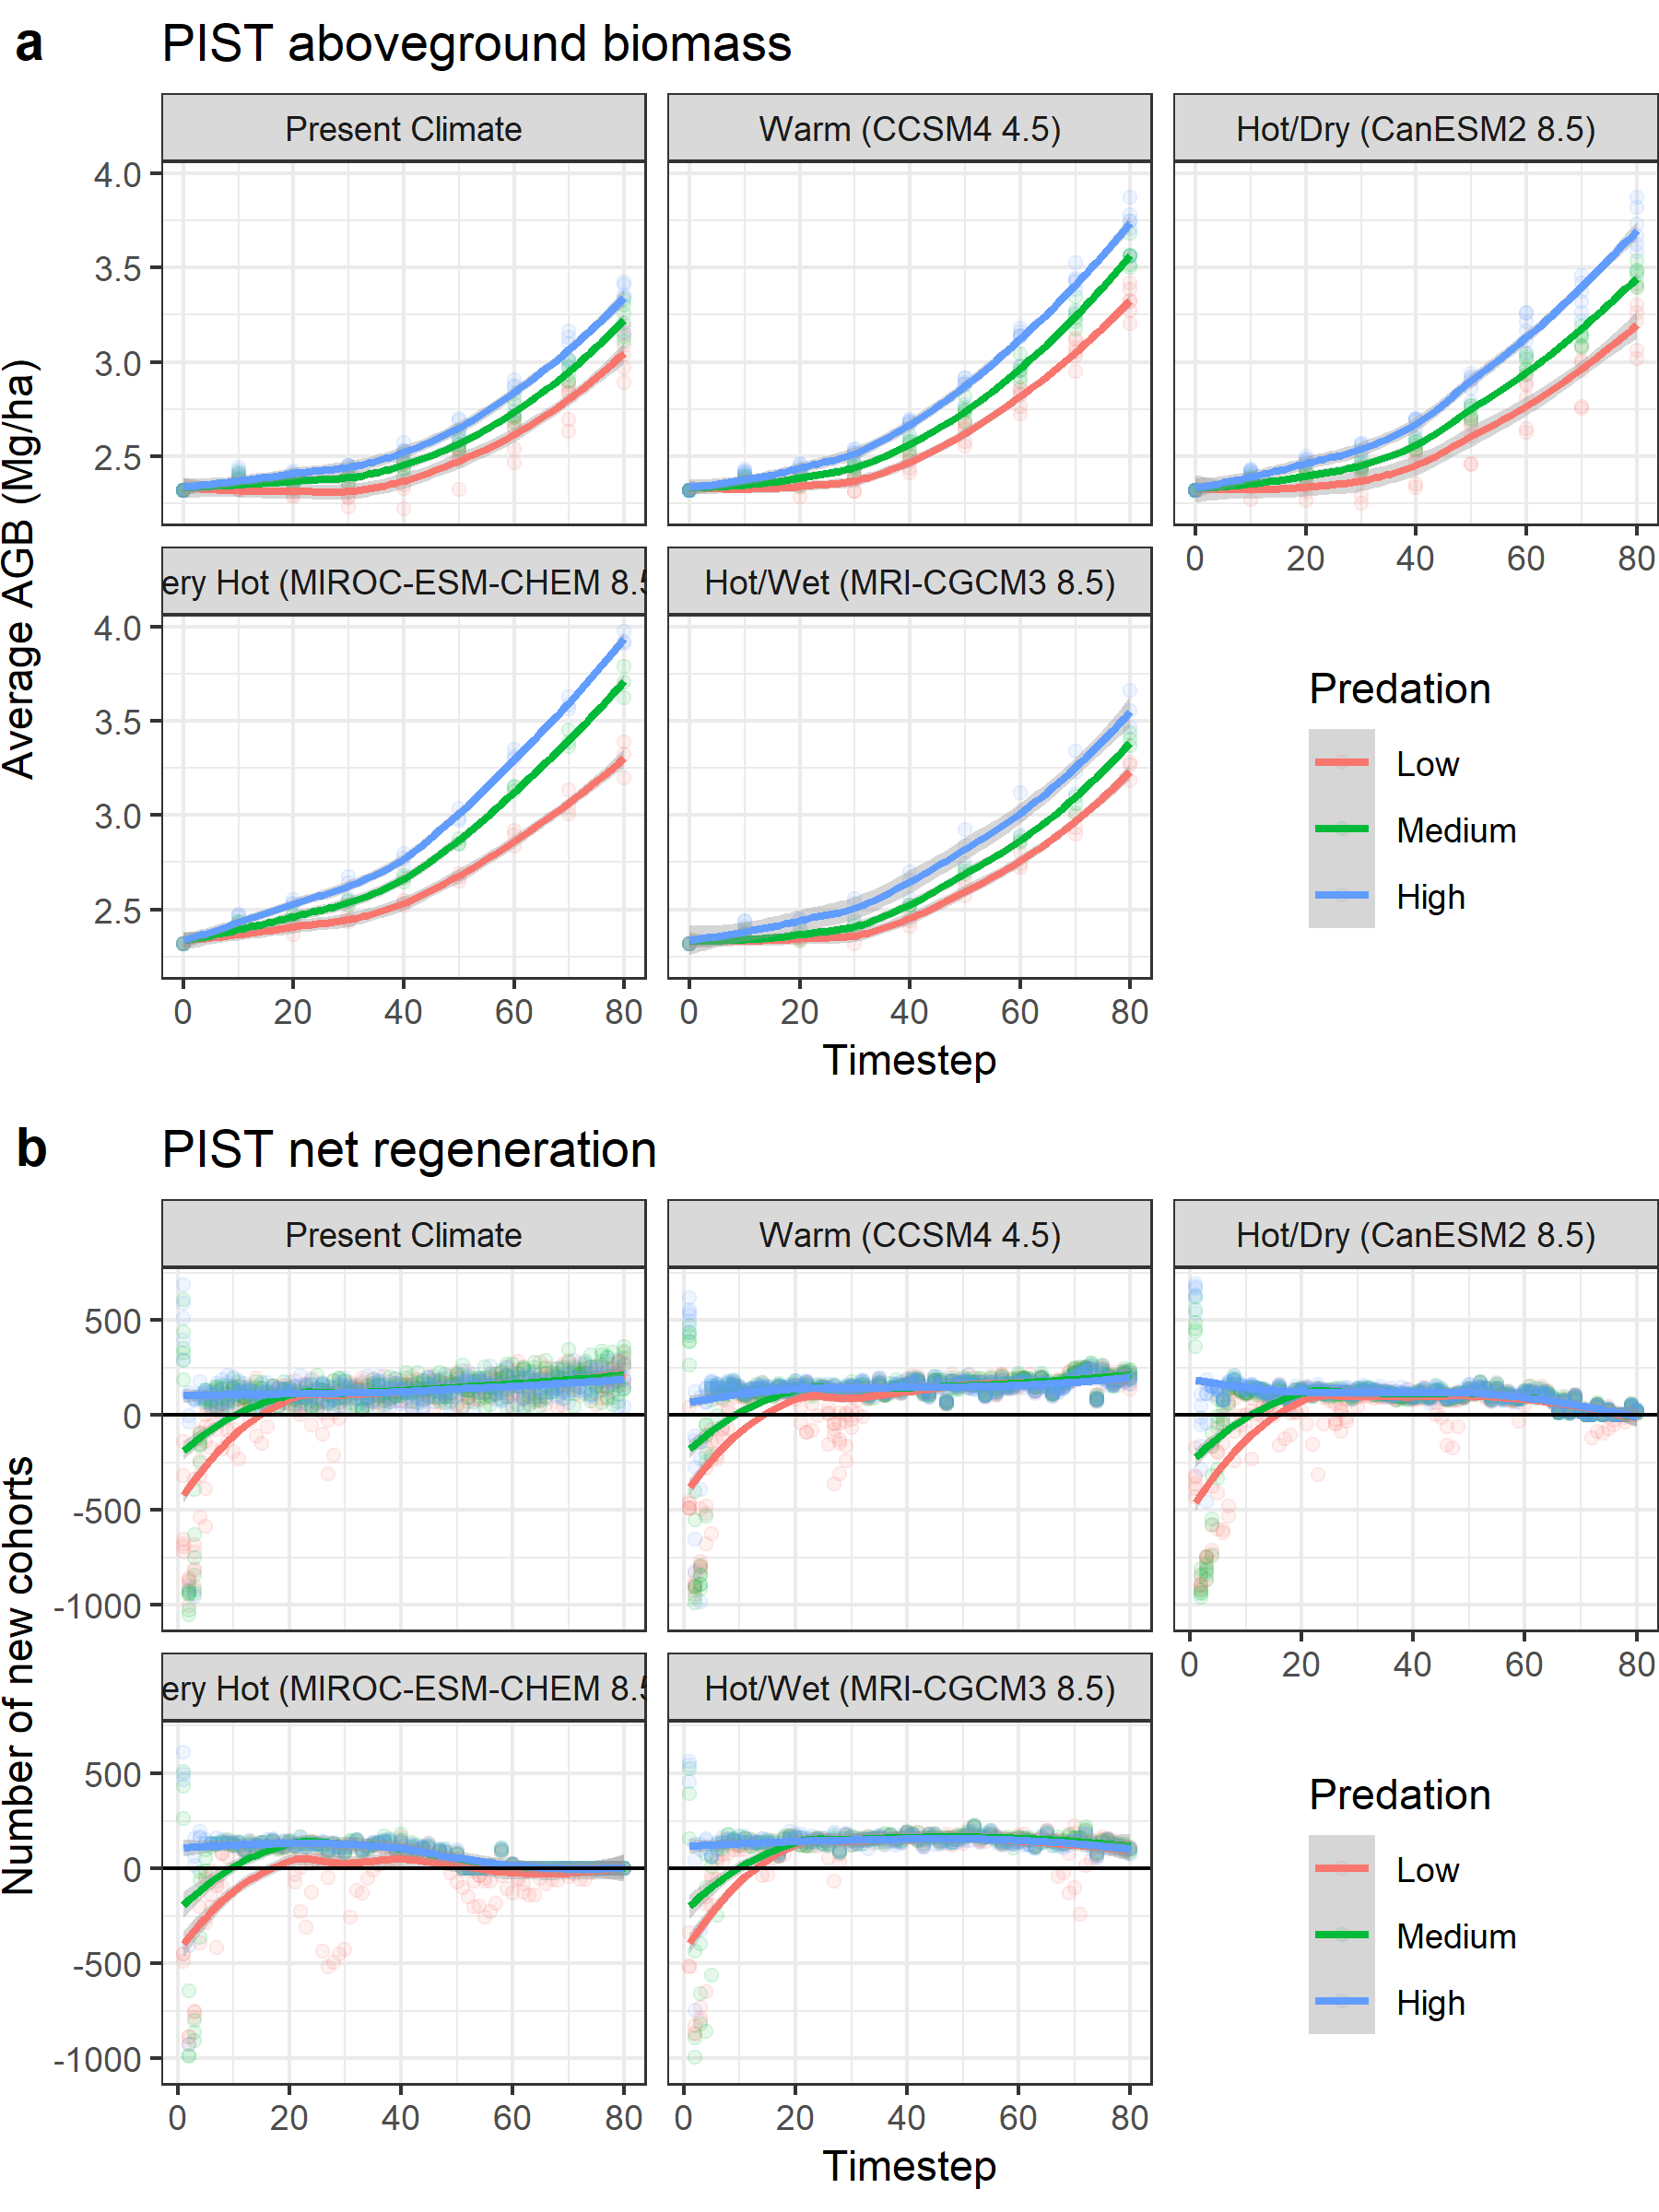 a PIST aboveground biomass
Present Climate
Warm (CCSM4 4.5)
Hot/Dry (CanESM2 8.5)
4.0
3.5
3.0
2.5
0 20 40 60 80
ery Hot (MIROC-ESM-CHEM 8.5
Hot/Wet (MRI-CGCM3 8.5)
4.0
3.5
3.0
2.5
0 20 40 60 80
0 20 40 60 80
Average AGB (Mg/ha)
Timestep
Predation
Low
Medium
High
b PIST net regeneration
Present Climate
Warm (CCSM4 4.5)
Hot/Dry (CanESM2 8.5)
500
0
-500
-1000
0 20 40 60 80
ery Hot (MIROC-ESM-CHEM 8.5
Hot/Wet (MRI-CGCM3 8.5)
500
0
-500
-1000
0 20 40 60 80
0 20 40 60 80
Number of new cohorts
Timestep
Predation
Low
Medium
High